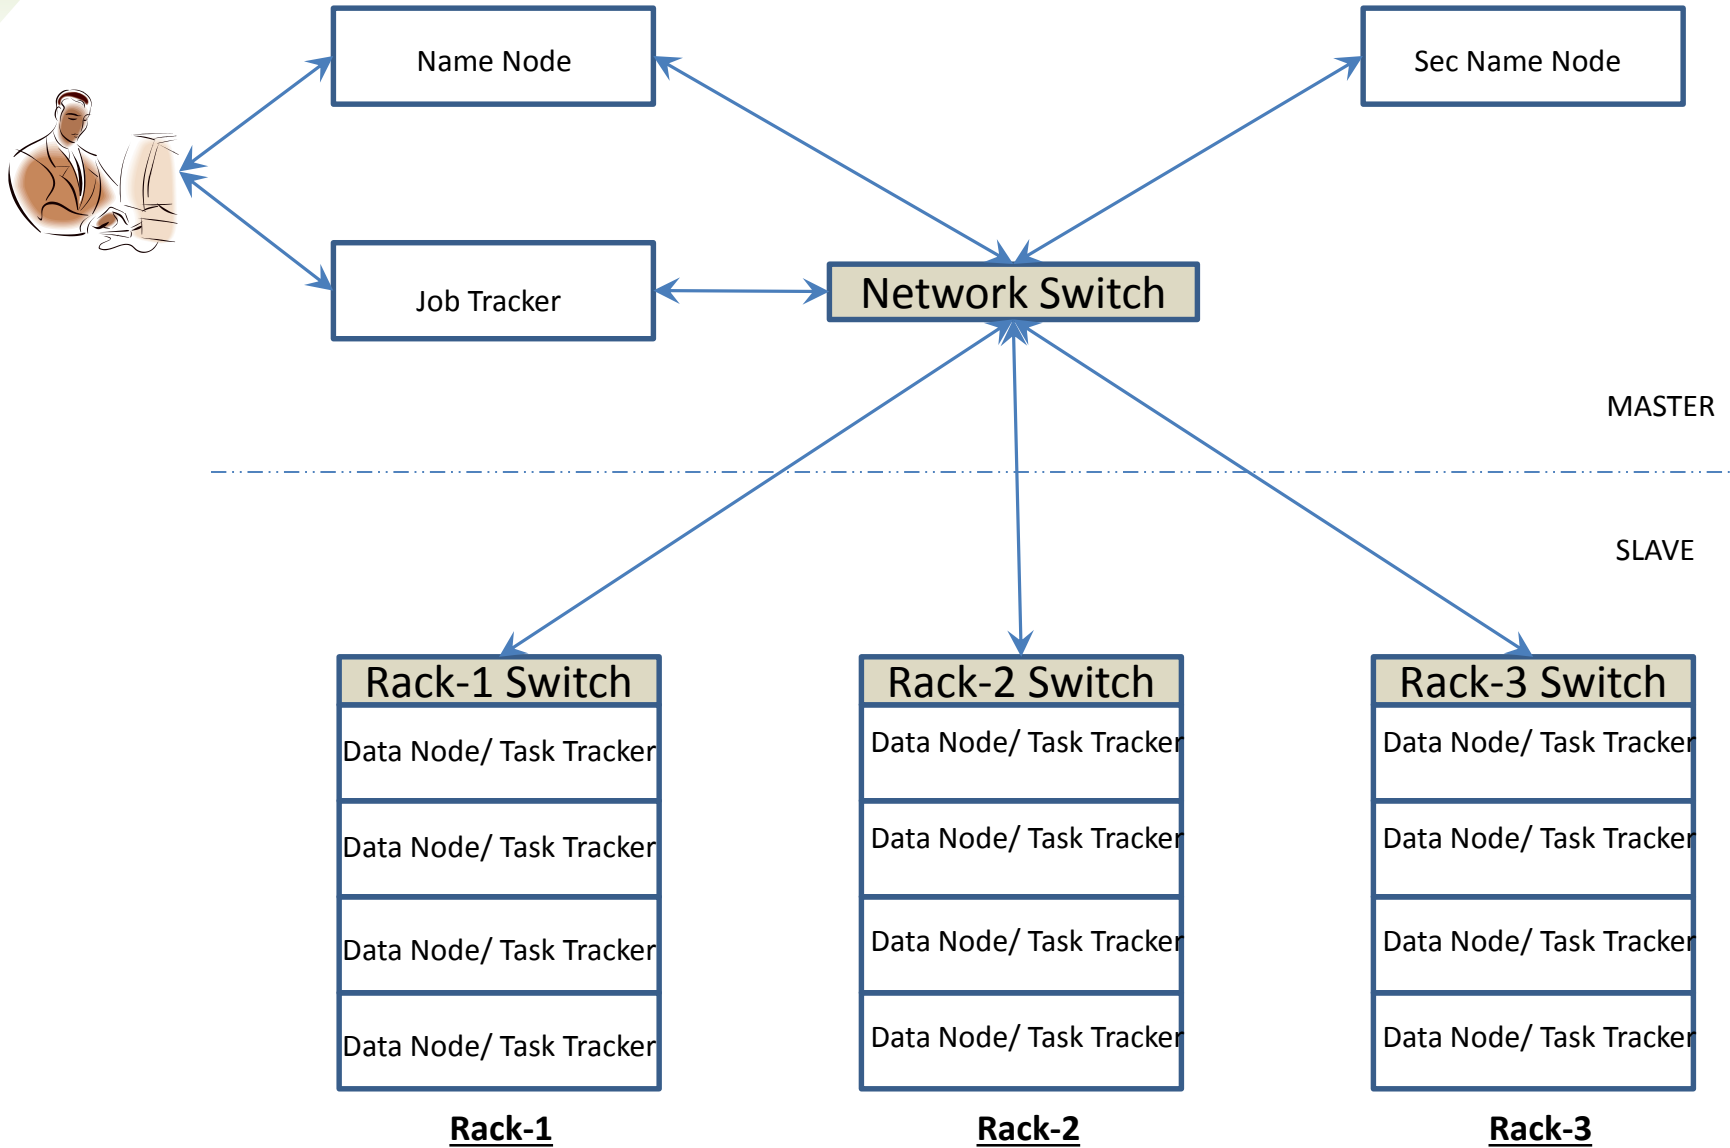 Name Node
Sec Name Node
Job Tracker
Network Switch
MASTER
SLAVE
Rack-1 Switch
Data Node/ Task Tracker
Data Node/ Task Tracker
Data Node/ Task Tracker
Data Node/ Task Tracker
Rack-1
Rack-2 Switch
Data Node/ Task Tracker
Data Node/ Task Tracker
Data Node/ Task Tracker
Data Node/ Task Tracker
Rack-2
Rack-3 Switch
Data Node/ Task Tracker
Data Node/ Task Tracker
Data Node/ Task Tracker
Data Node/ Task Tracker
Rack-3